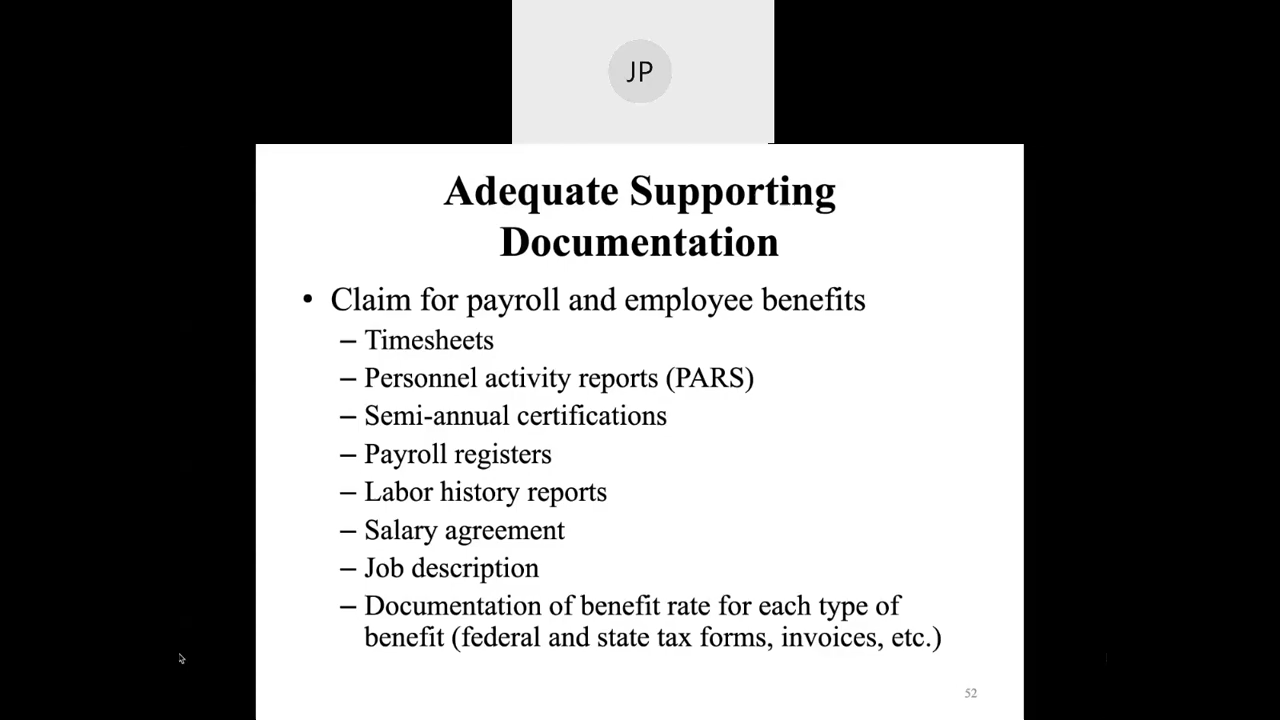 JP
Adequate Supporting
Documentation
• Claim for payroll and employee benefits
– Timesheets
– Personnel activity reports (PARS)
– Semi-annual certifications
– Payroll registers
– Labor history reports
– Salary agreement
– Job description
– Documentation of benefit rate for each type of
benefit (federal and state tax forms, invoices, etc.)
52